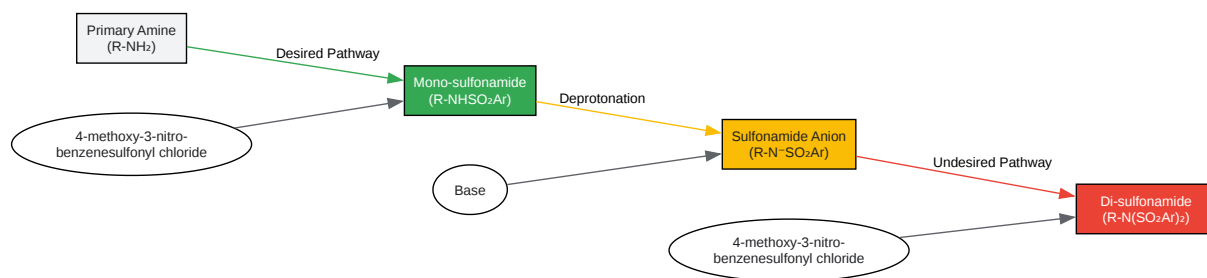 Primary Amine
(R-NH₂)
Desired Pathway
Mono-sulfonamide
(R-NHSO₂Ar)
4-methoxy-3-nitro-
benzenesulfonyl chloride
Deprotonation
Sulfonamide Anion
(R-N⁻SO₂Ar)
Base
Undesired Pathway
Di-sulfonamide
(R-N(SO₂Ar)₂)
4-methoxy-3-nitro-
benzenesulfonyl chloride